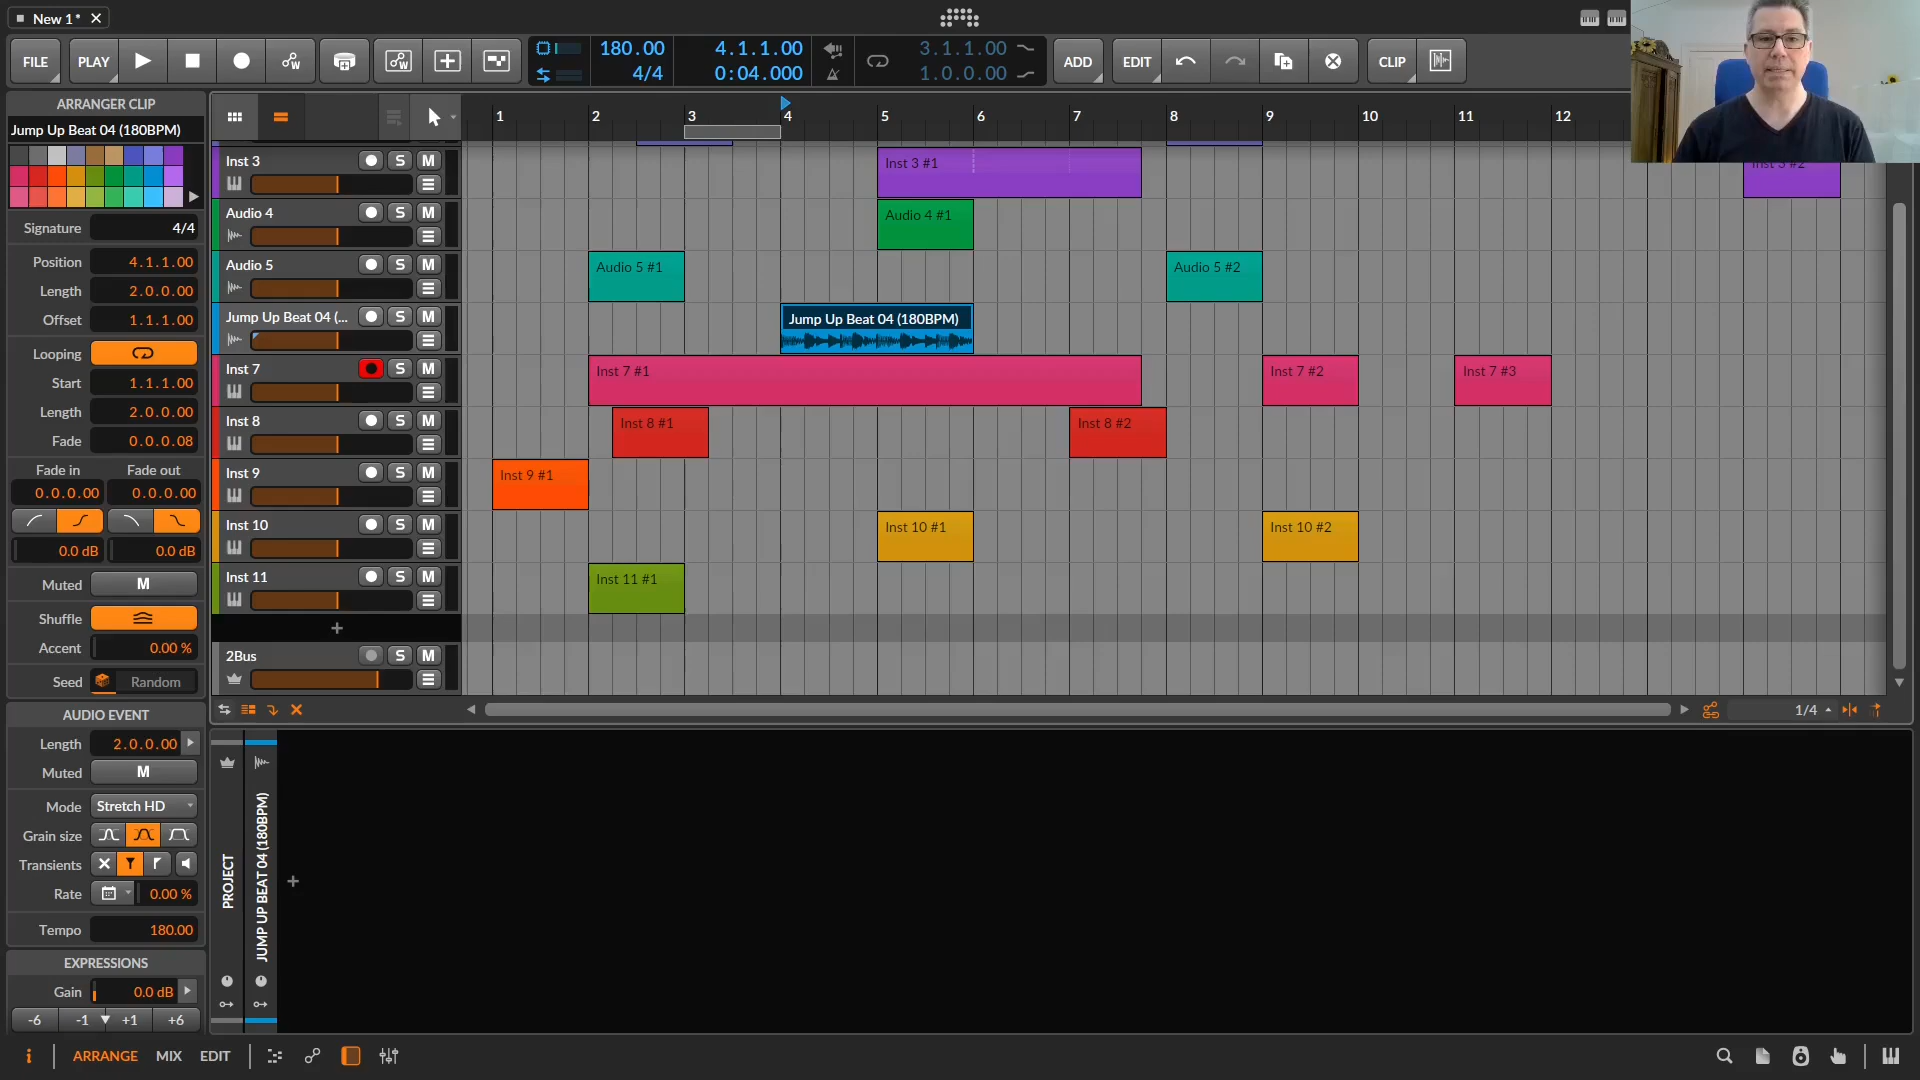 New 1 *
FILE
PLAY
180.00
4/4
4.1.1.00
0:04.000
3.1.1.00
1.0.0.00
ADD
EDIT
CLIP
ARRANGER CLIP
Jump Up Beat 04 (180BPM)
Signature 4/4
Position 4.1.1.00
Length 2.0.0.00
Offset 1.1.1.00
Looping
Start 1.1.1.00
Length 2.0.0.00
Fade 0.0.0.08
Fade in Fade out
0.0.0.00 0.0.0.00
0.0 dB 0.0 dB
Muted M
Shuffle
Accent 0.00 %
Seed Random
AUDIO EVENT
Length 2.0.0.00
Muted M
Mode Stretch HD
Grain size
Transients
Rate 0.00 %
Tempo 180.00
EXPRESSIONS
Gain 0.0 dB
-6 -1 +1 +6
1 2 3 4 5 6 7 8 9 10 11 12
Inst 3 S M
Inst 3 #1
Inst 3 #2
Audio 4 S M
Audio 4 #1
Audio 5 S M
Audio 5 #1
Audio 5 #2
Jump Up Beat 04 (... S M
Jump Up Beat 04 (180BPM)
Inst 7 S M
Inst 7 #1
Inst 7 #2
Inst 7 #3
Inst 8 S M
Inst 8 #1
Inst 8 #2
Inst 9 S M
Inst 9 #1
Inst 10 S M
Inst 10 #1
Inst 10 #2
Inst 11 S M
Inst 11 #1
+
2Bus S M
1/4
PROJECT
JUMP UP BEAT 04 (180BPM)
+
i
ARRANGE
MIX
EDIT